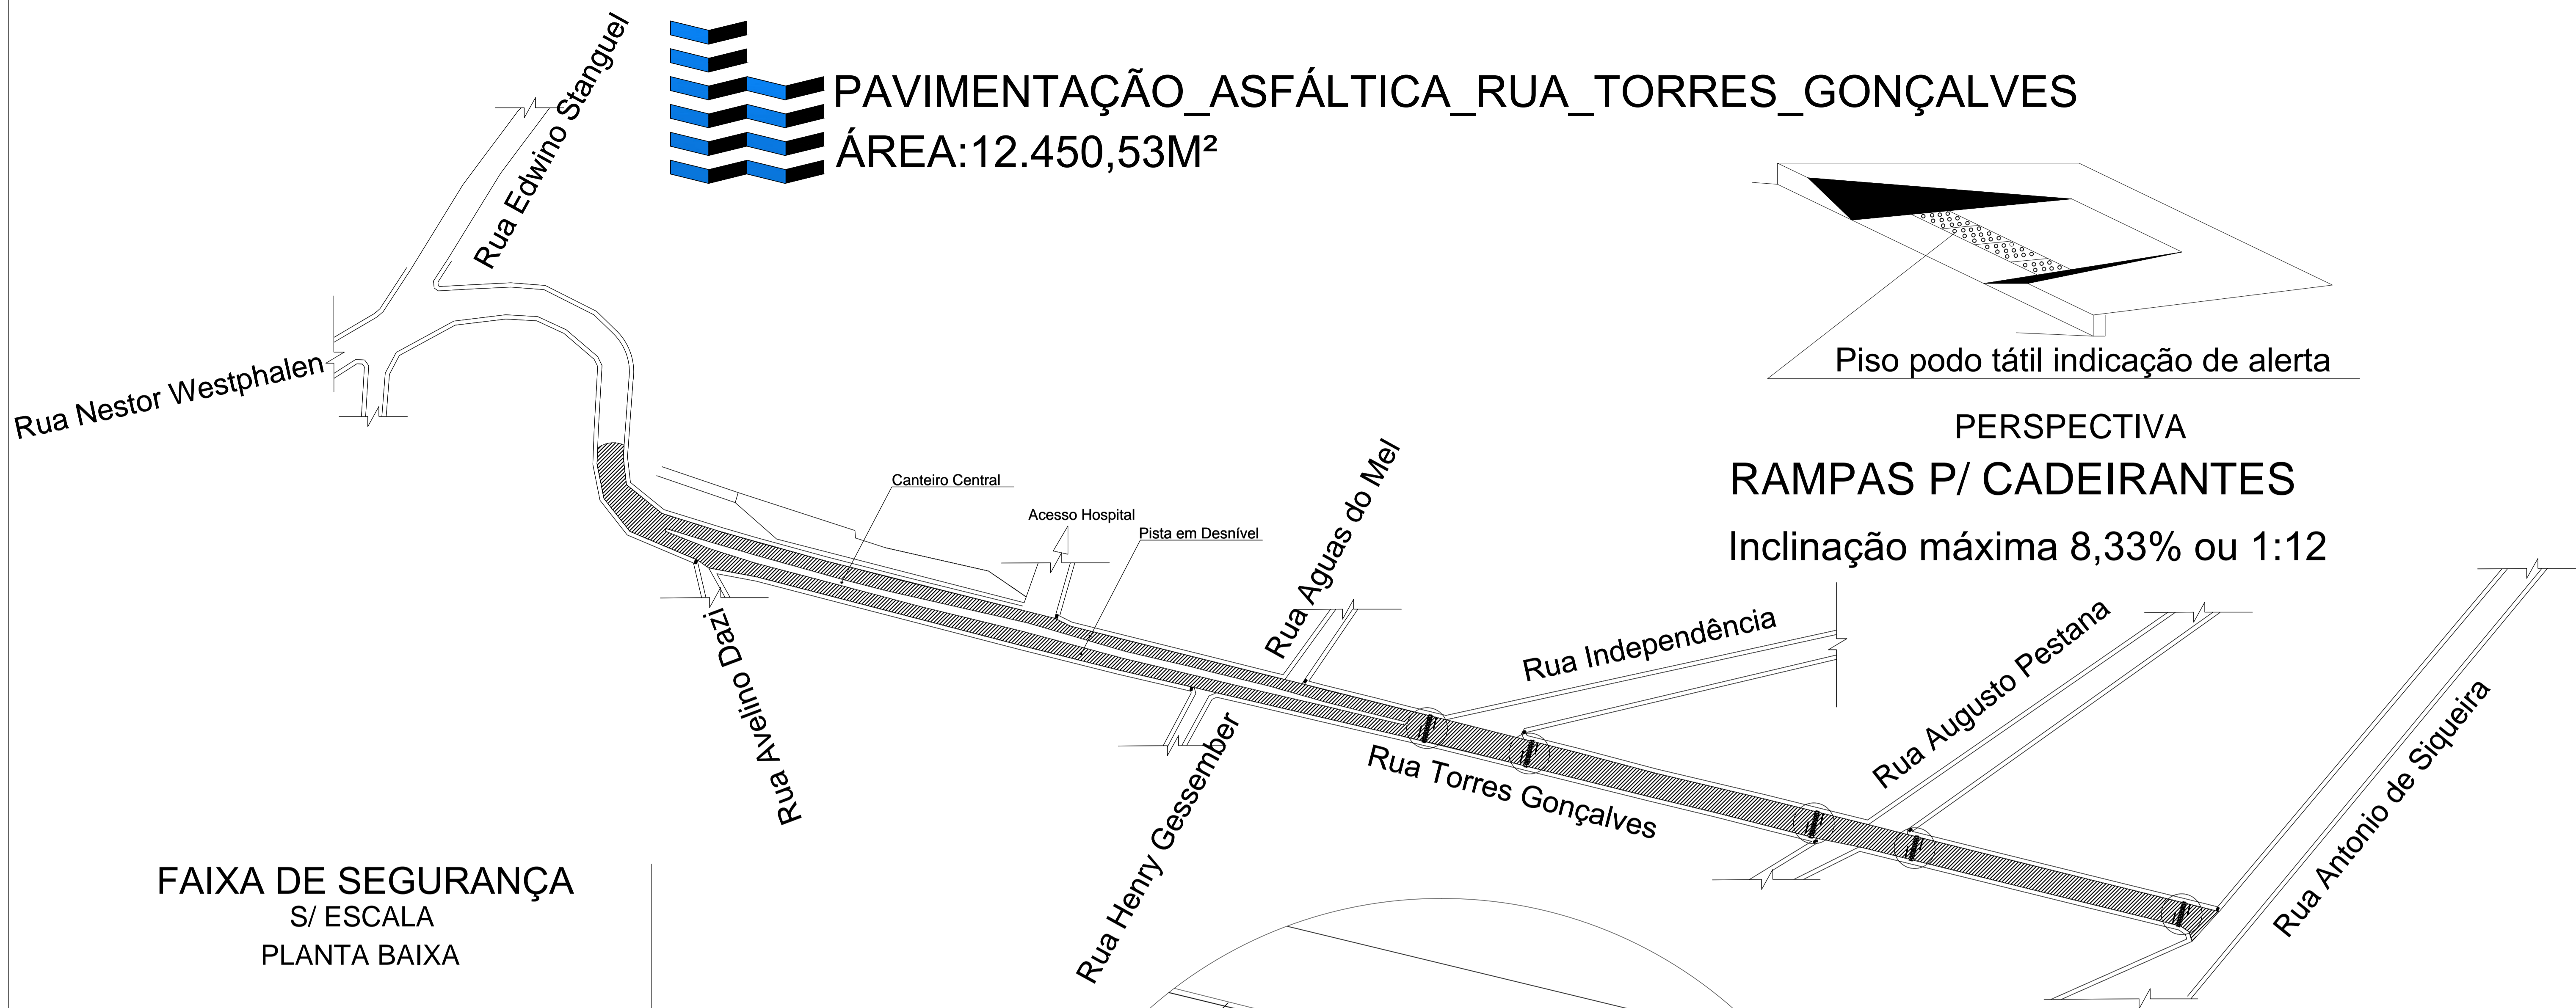 PAVIMENTAÇÃO_ASFÁLTICA_RUA_TORRES_GONÇALVES
ÁREA:12.450,53M²
Rua Edwino Stanguel
Rua Nestor Westphalen
Piso podo tátil indicação de alerta
PERSPECTIVA
RAMPAS P/ CADEIRANTES
Inclinação máxima 8,33% ou 1:12
Canteiro Central
Acesso Hospital
Pista em Desnível
Rua Aguas do Mel
Rua Independência
Rua Augusto Pestana
Rua Antonio de Siqueira
Rua Avelino Dazi
Rua Henry Gessember
Rua Torres Gonçalves
FAIXA DE SEGURANÇA
S/ ESCALA
PLANTA BAIXA